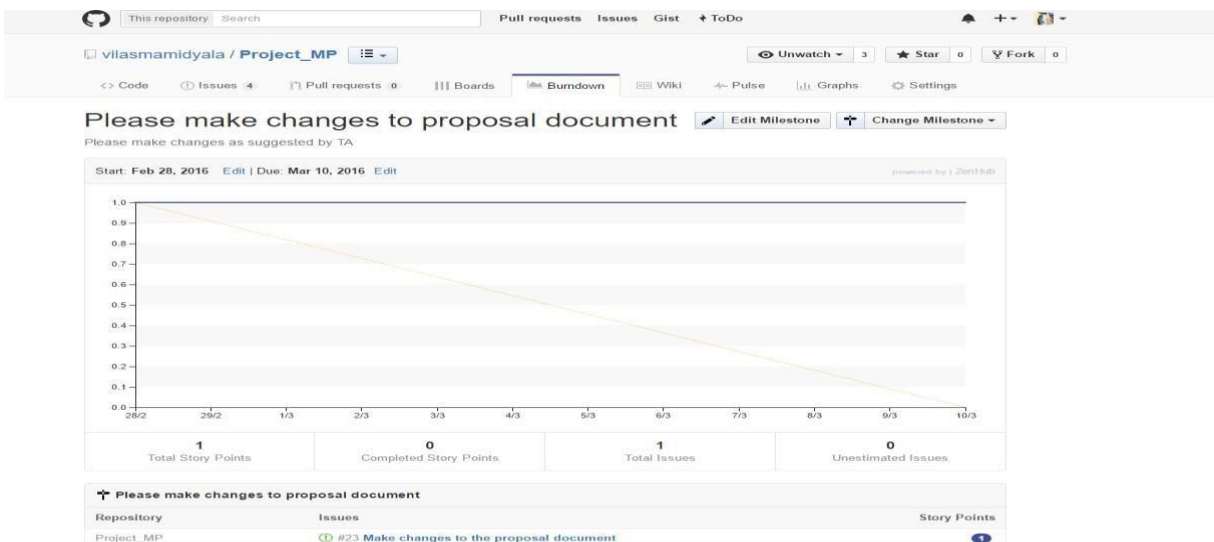 This repository Search Pull requests Issues Gist ToDo
vilasmamidyala / Project_MP Unwatch 3 Star 0 Fork 0
<> Code Issues 4 Pull requests 0 Boards Burndown Wiki Pulse Graphs Settings
Please make changes to proposal document Edit Milestone Change Milestone
Please make changes as suggested by TA
Start: Feb 28, 2016 Edit | Due: Mar 10, 2016 Edit powered by | ZenHub
1.0
0.9
0.8
0.7
0.6
0.5
0.4
0.3
0.2
0.1
0.0
28/2 29/2 1/3 2/3 3/3 4/3 5/3 6/3 7/3 8/3 9/3 10/3
1 0 1 0
Total Story Points Completed Story Points Total Issues Unestimated Issues
Please make changes to proposal document
Repository Issues Story Points
Project_MP #23 Make changes to the proposal document 1